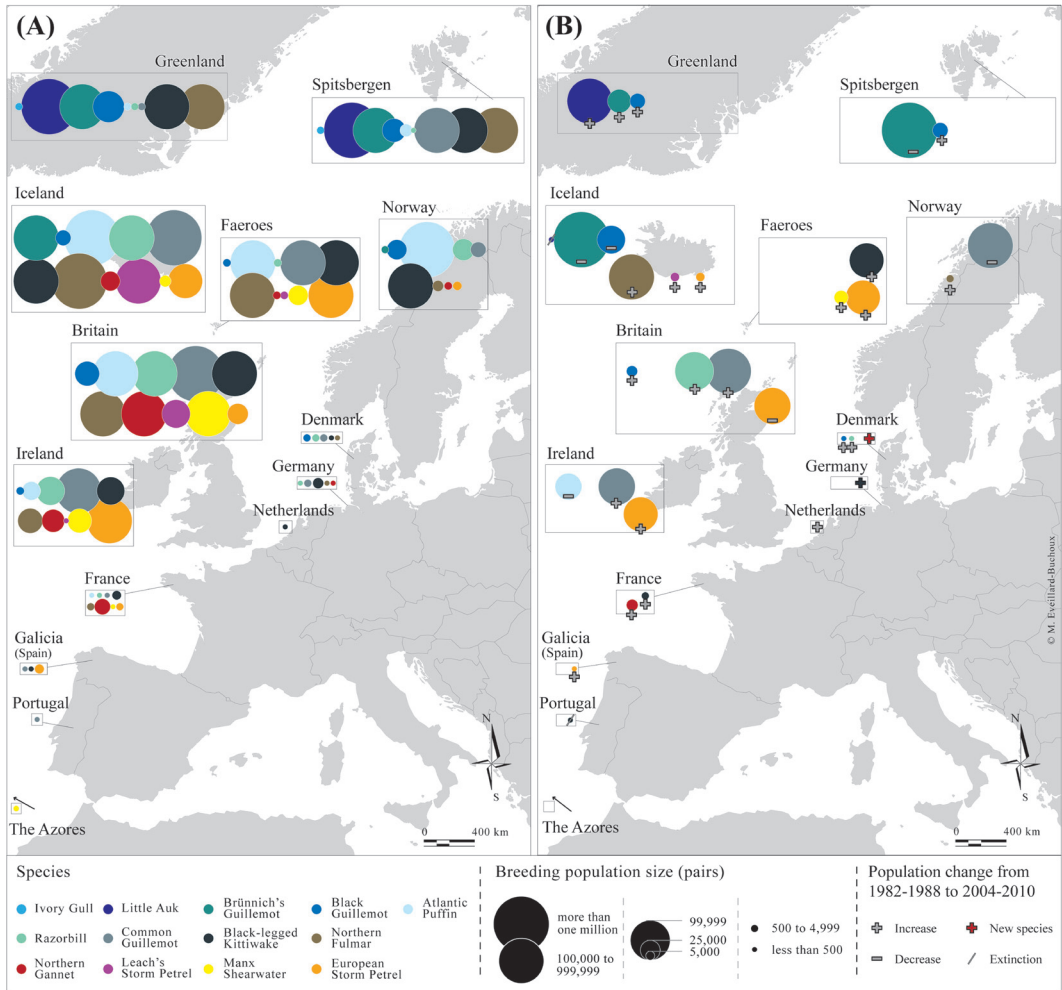 (A)
Greenland
Spitsbergen
Iceland
Faeroes
Norway
Britain
Denmark
Ireland
Germany
Netherlands
France
Galicia
(Spain)
Portugal
The Azores
N
S
0 400 km
(B)
Greenland
Spitsbergen
Iceland
Faeroes
Norway
Britain
Denmark
Ireland
Germany
Netherlands
France
Galicia
(Spain)
Portugal
The Azores
N
S
0 400 km
© M. Eveillard-Buchoux
Species
Ivory Gull
Little Auk
Brünnich's
Guillemot
Black
Guillemot
Atlantic
Puffin
Razorbill
Common
Guillemot
Black-legged
Kittiwake
Northern
Fulmar
Northern
Gannet
Leach's
Storm Petrel
Manx
Shearwater
European
Storm Petrel
Breeding population size (pairs)
more than
one million
100,000 to
999,999
99,999
25,000
5,000
500 to 4,999
less than 500
Population change from
1982-1988 to 2004-2010
Increase
New species
Decrease
Extinction